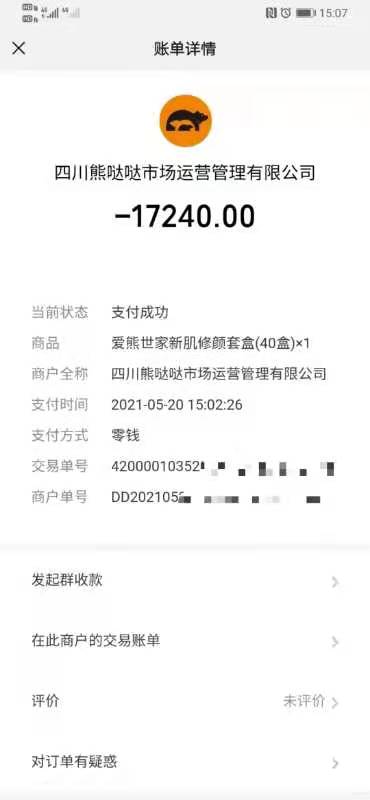 15:07
账单详情
四川熊哒哒市场运营管理有限公司
-17240.00
当前状态 支付成功
商品 爱熊世家新肌修颜套盒(40盒)×1
商户全称 四川熊哒哒市场运营管理有限公司
支付时间 2021-05-20 15:02:26
支付方式 零钱
交易单号 42000010352
商户单号 DD202105
发起群收款
在此商户的交易账单
评价 未评价
对订单有疑惑